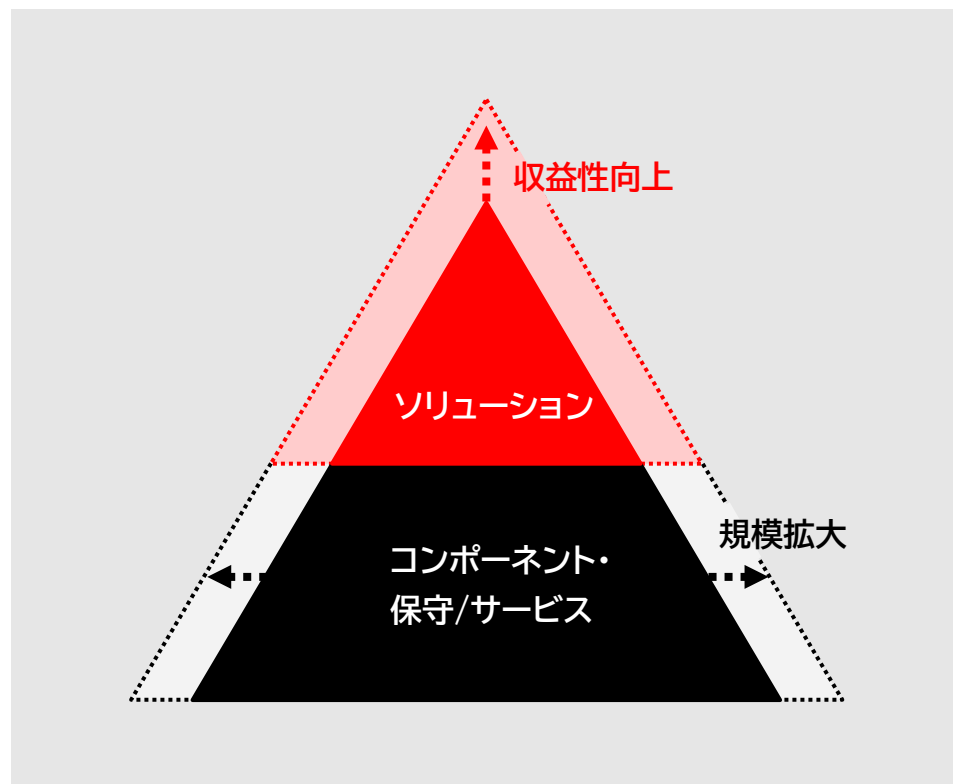 収益性向上
ソリューション
規模拡大
コンポーネント・
保守/サービス